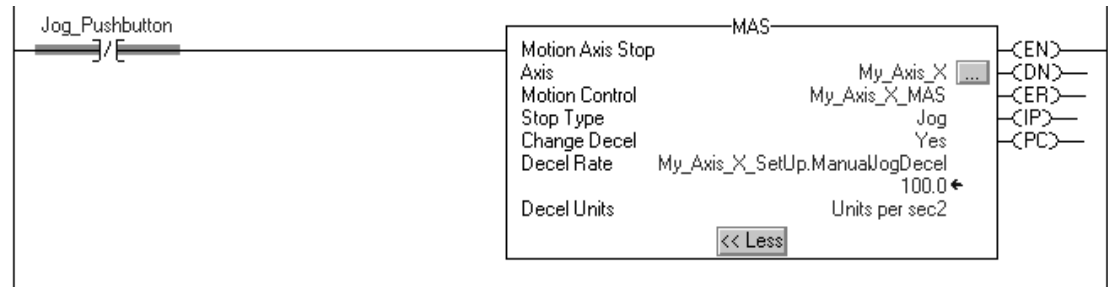 Jog_Pushbutton
MAS
Motion Axis Stop
Axis My_Axis_X ...
Motion Control My_Axis_X_MAS
Stop Type Jog
Change Decel Yes
Decel Rate My_Axis_X_SetUp.ManualJogDecel
100.0
Decel Units Units per sec2
<< Less
EN
DN
ER
IP
PC